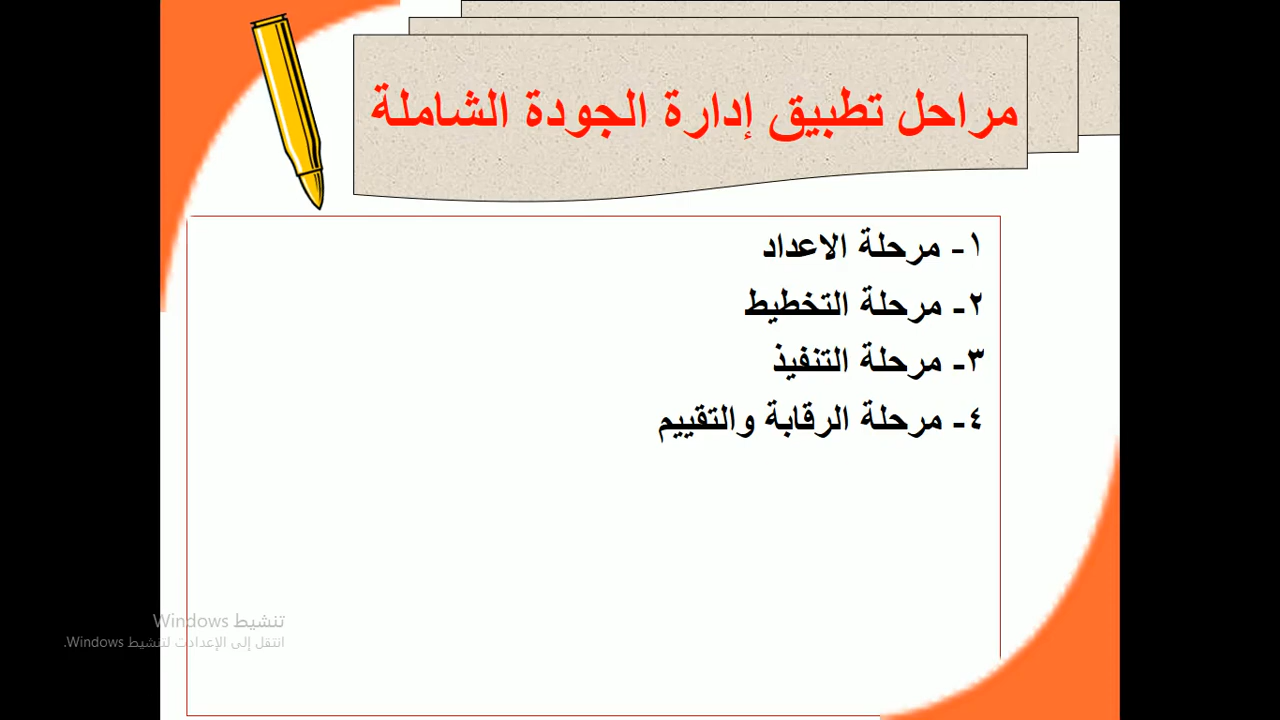 مراحل تطبيق إدارة الجودة الشاملة
١- مرحلة الاعداد
٢- مرحلة التخطيط
٣- مرحلة التنفيذ
٤- مرحلة الرقابة والتقييم
تنشيط Windows
انتقل إلى الإعدادت لتنشيط Windows.